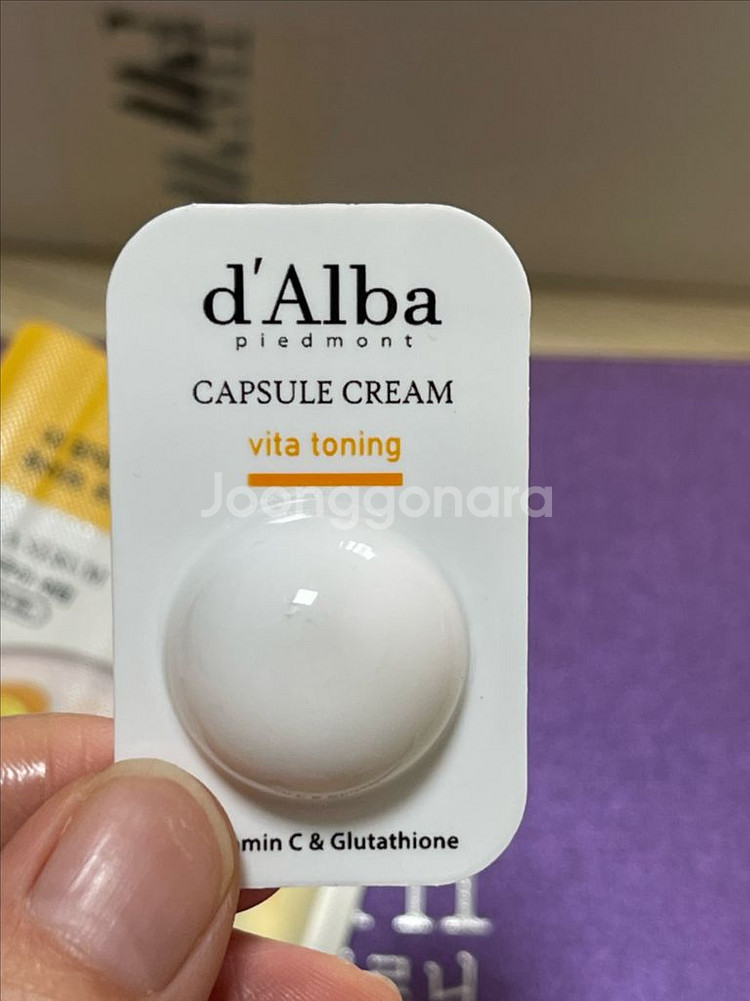 d'Alba
piedmont
CAPSULE CREAM
vita toning
Joonggonara
min C & Glutathione